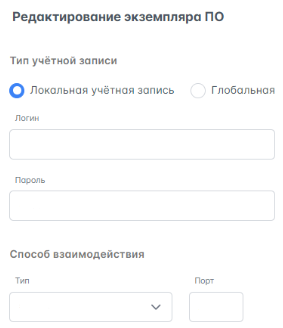 Редактирование экземпляра ПО
Тип учётной записи
Локальная учётная запись Глобальная
Логин
Пароль
Способ взаимодействия
Тип Порт